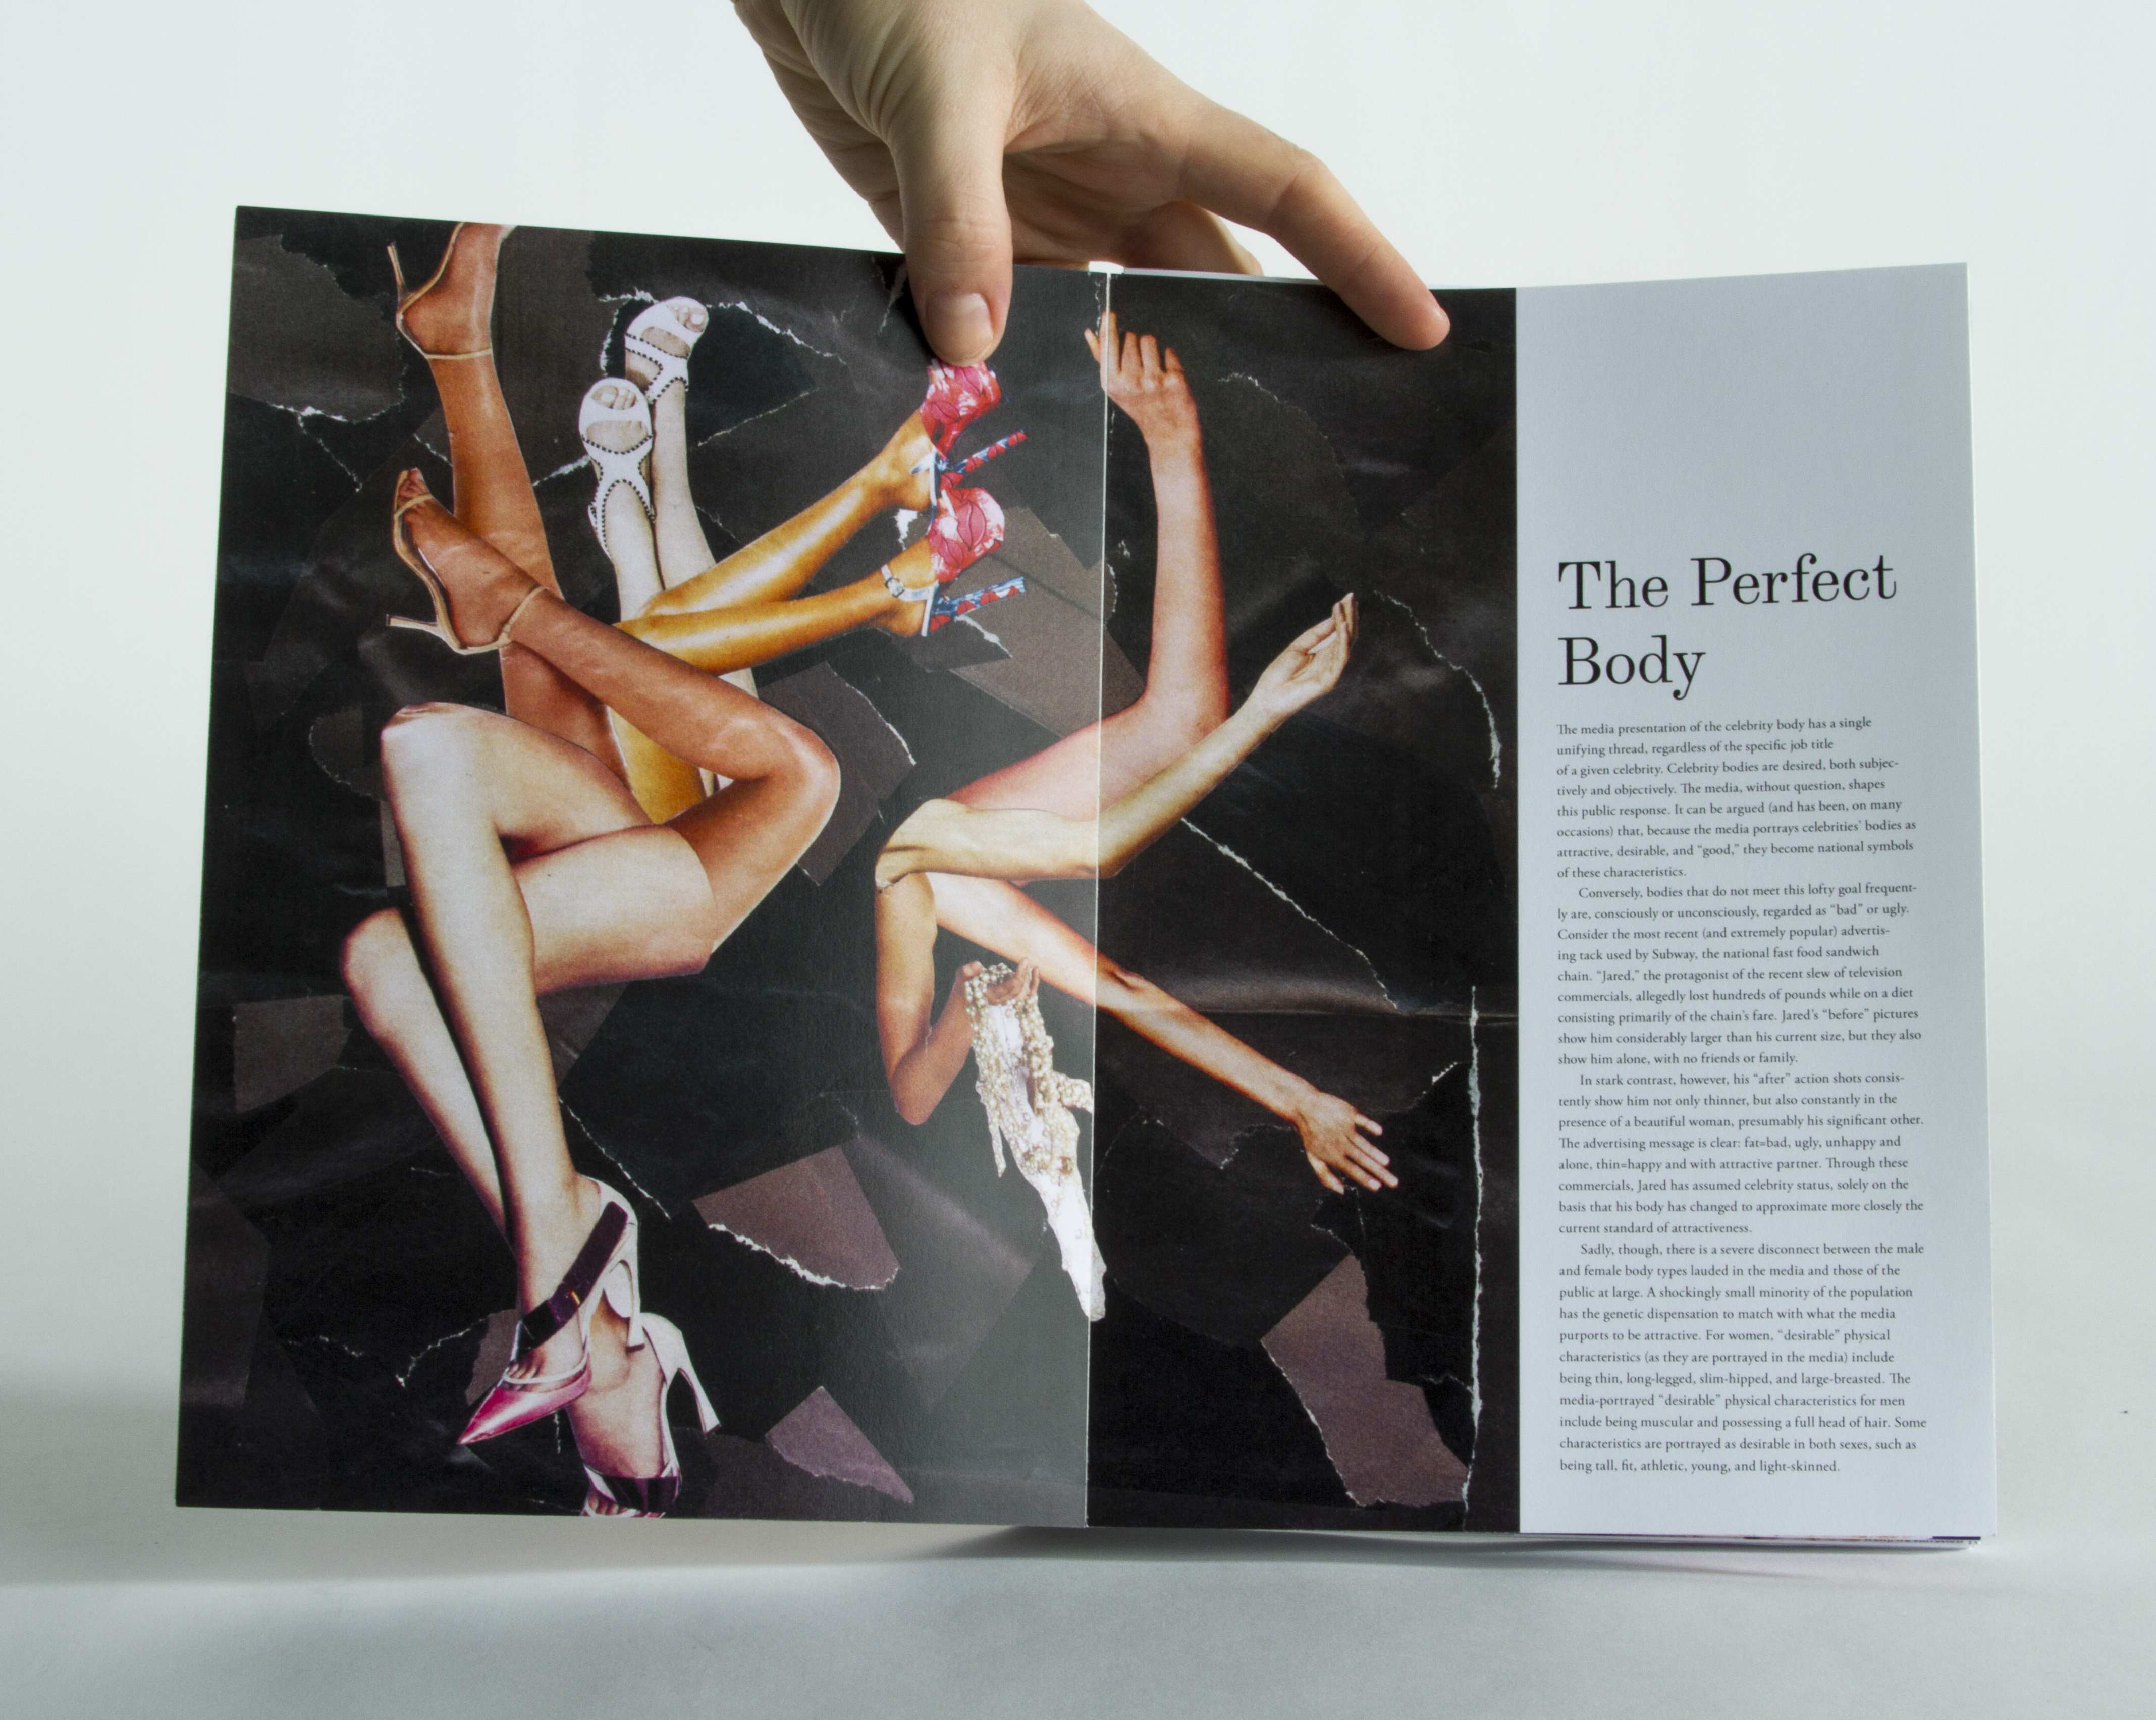 The Perfect
Body
The media presentation of the celebrity body has a single
unifying thread, regardless of the specific job title
of a given celebrity. Celebrity bodies are desired, both subjec-
tively and objectively. The media, without question, shapes
this public response. It can be argued (and has been, on many
occasions) that, because the media portrays celebrities' bodies as
attractive, desirable, and “good,” they become national symbols
of these characteristics.
Conversely, bodies that do not meet this lofty goal frequent-
ly are, consciously or unconsciously, regarded as “bad” or ugly.
Consider the most recent (and extremely popular) advertis-
ing tack used by Subway, the national fast food sandwich
chain. “Jared,” the protagonist of the recent slew of television
commercials, allegedly lost hundreds of pounds while on a diet
consisting primarily of the chain's fare. Jared's “before” pictures
show him considerably larger than his current size, but they also
show him alone, with no friends or family.
In stark contrast, however, his “after” action shots consis-
tently show him not only thinner, but also constantly in the
presence of a beautiful woman, presumably his significant other.
The advertising message is clear: fat=bad, ugly, unhappy and
alone, thin=happy and with attractive partner. Through these
commercials, Jared has assumed celebrity status, solely on the
basis that his body has changed to approximate more closely the
current standard of attractiveness.
Sadly, though, there is a severe disconnect between the male
and female body types lauded in the media and those of the
public at large. A shockingly small minority of the population
has the genetic dispensation to match with what the media
purports to be attractive. For women, “desirable” physical
characteristics (as they are portrayed in the media) include
being thin, long-legged, slim-hipped, and large-breasted. The
media-portrayed “desirable” physical characteristics for men
include being muscular and possessing a full head of hair. Some
characteristics are portrayed as desirable in both sexes, such as
being tall, fit, athletic, young, and light-skinned.